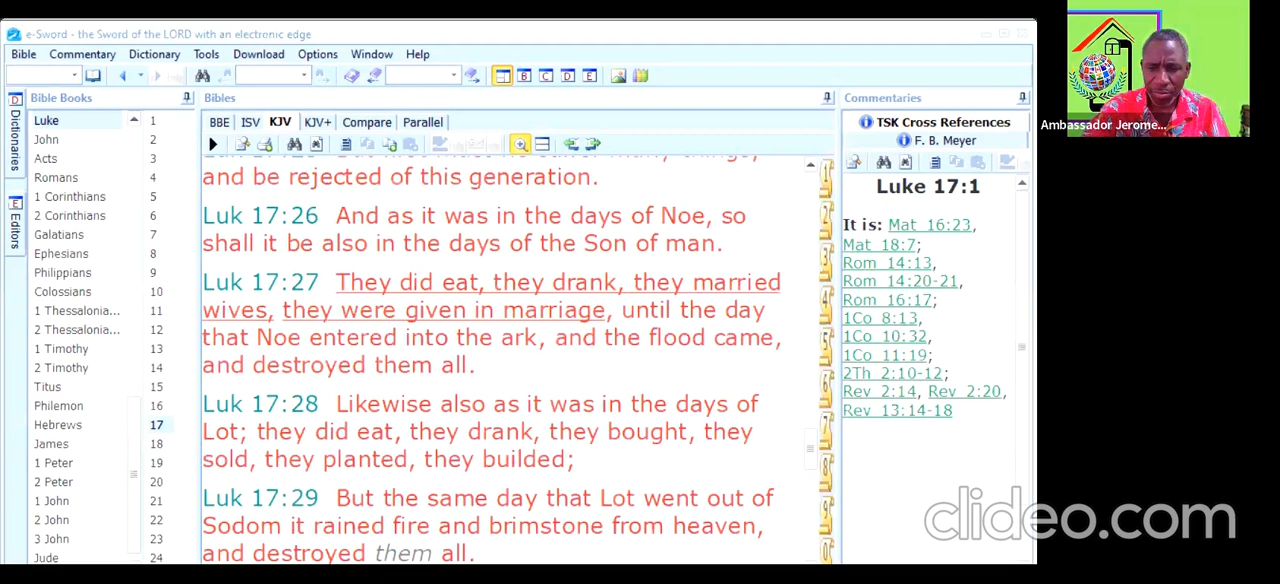 e-Sword - the Sword of the LORD with an electronic edge
Bible Commentary Dictionary Tools Download Options Window Help
B C D E
Dictionaries
Editors
Bible Books
Luke
John
Acts
Romans
1 Corinthians
2 Corinthians
Galatians
Ephesians
Philippians
Colossians
1 Thessalonia...
2 Thessalonia...
1 Timothy
2 Timothy
Titus
Philemon
Hebrews
James
1 Peter
2 Peter
1 John
2 John
3 John
Jude
1
2
3
4
5
6
7
8
9
10
11
12
13
14
15
16
17
18
19
20
21
22
23
24
Bibles
BBE ISV KJV KJV+ Compare Parallel
and be rejected of this generation.
Luk 17:26 And as it was in the days of Noe, so
shall it be also in the days of the Son of man.
Luk 17:27 They did eat, they drank, they married
wives, they were given in marriage, until the day
that Noe entered into the ark, and the flood came,
and destroyed them all.
Luk 17:28 Likewise also as it was in the days of
Lot; they did eat, they drank, they bought, they
sold, they planted, they builded;
Luk 17:29 But the same day that Lot went out of
Sodom it rained fire and brimstone from heaven,
and destroyed them all.
1
2
3
4
5
6
7
8
9
0
Commentaries
TSK Cross References
F. B. Meyer
Luke 17:1
It is: Mat 16:23,
Mat 18:7;
Rom 14:13,
Rom 14:20-21,
Rom 16:17;
1Co 8:13,
1Co 10:32,
1Co 11:19;
2Th 2:10-12;
Rev 2:14, Rev 2:20,
Rev 13:14-18
Ambassador Jerome...
clideo.com